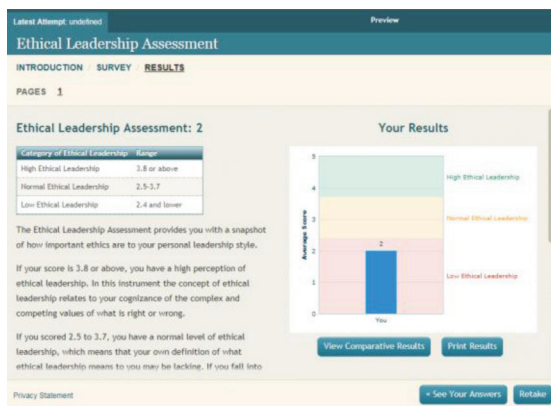 Latest Attempt: undefined
Preview
Ethical Leadership Assessment
INTRODUCTION / SURVEY / RESULTS
PAGES 1
Ethical Leadership Assessment: 2
Category of Ethical Leadership Range
High Ethical Leadership 3.8 or above
Normal Ethical Leadership 2.5-3.7
Low Ethical Leadership 2.4 and lower
The Ethical Leadership Assessment provides you with a snapshot
of how important ethics are to your personal leadership style.
If your score is 3.8 or above, you have a high perception of
ethical leadership. In this instrument the concept of ethical
leadership relates to your cognizance of the complex and
competing values of what is right or wrong.
If you scored 2.5 to 3.7, you have a normal level of ethical
leadership, which means that your own definition of what
ethical leadership means to you may be lacking. If you fall into
Your Results
5
High Ethical Leadership
4
3
Normal Ethical Leadership
Average Score
2
2
Low Ethical Leadership
1
0
You
View Comparative Results
Print Results
Privacy Statement
« See Your Answers
Retake